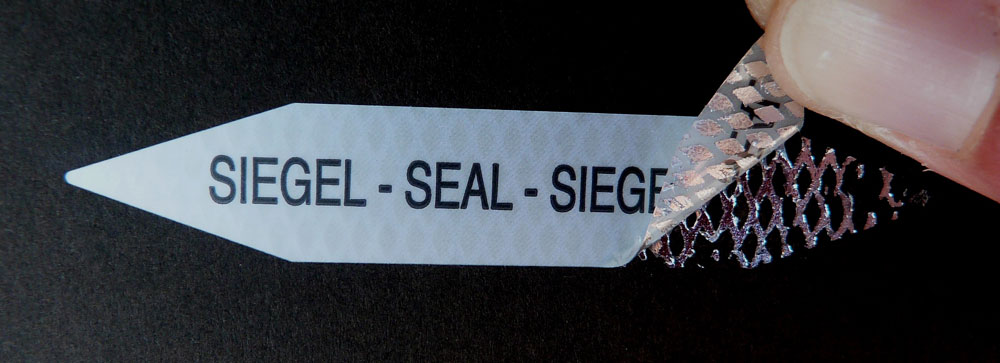 SIEGEL - SEAL - SIEGE